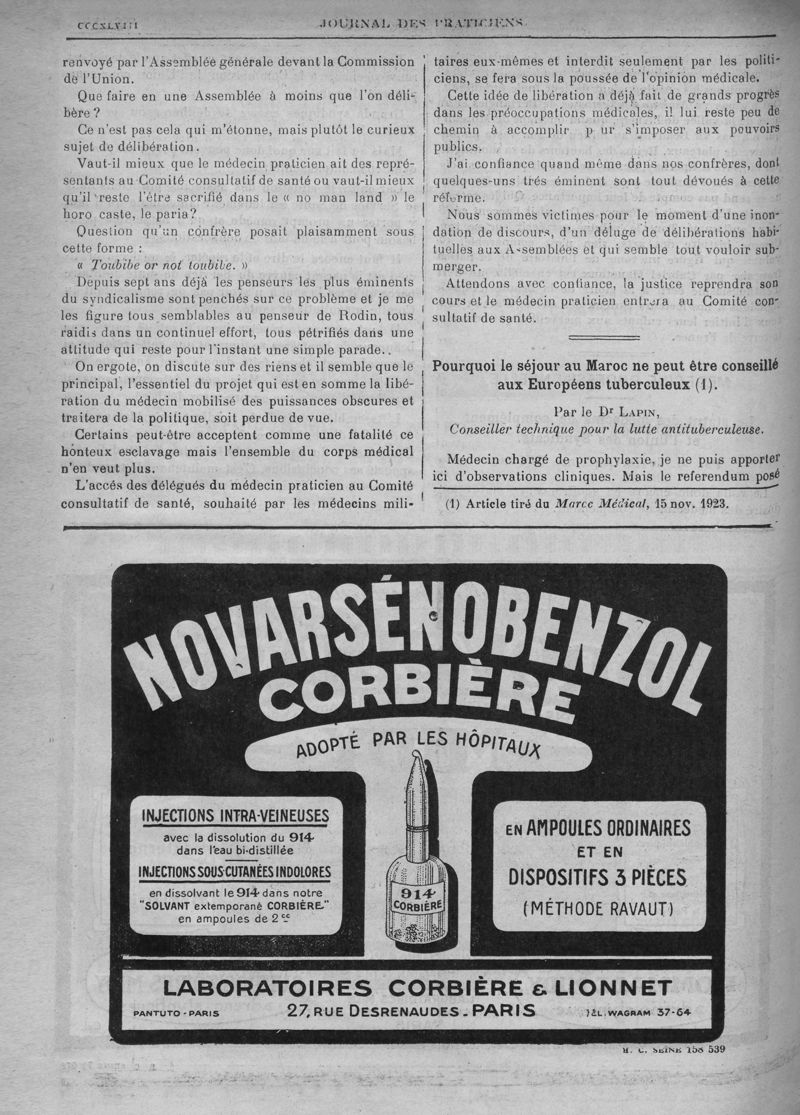 CCCXLVIII
JOURNAL DES PRATICIENS
renvoyé par l'Assemblée générale devant la Commission
de l'Union.
Que faire en une Assemblée à moins que l'on déli-
bère ?
Ce n'est pas cela qui m'étonne, mais plutôt le curieux
sujet de délibération.
Vaut-il mieux que le médecin praticien ait des repré-
sentants au Comité consultatif de santé ou vaut-il mieux
qu'il reste l'être sacrifié dans le « no man land » le
horo caste, le paria ?
Question qu'un confrère posait plaisamment sous
cette forme :
« Toubibe or not toubibe. »
Depuis sept ans déjà les penseurs les plus éminents
du syndicalisme sont penchés sur ce problème et je me
les figure tous semblables au penseur de Rodin, tous
raidis dans un continuel effort, tous pétrifiés dans une
attitude qui reste pour l'instant une simple parade..
On ergote, on discute sur des riens et il semble que le
principal, l'essentiel du projet qui est en somme la libé-
ration du médecin mobilisé des puissances obscures et
traitera de la politique, soit perdue de vue.
Certains peut-être acceptent comme une fatalité ce
honteux esclavage mais l'ensemble du corps médical
n'en veut plus.
L'accés des délégués du médecin praticien au Comité
consultatif de santé, souhaité par les médecins mili-
taires eux-mêmes et interdit seulement par les politi-
ciens, se fera sous la poussée de l'opinion médicale.
Cette idée de libération a déjà fait de grands progrès
dans les préoccupations médicales, il lui reste peu de
chemin à accomplir p ur s'imposer aux pouvoirs
publics.
J'ai confiance quand même dans nos confrères, dont
quelques-uns trés éminent sont tout dévoués à cette
réforme.
Nous sommes victimes pour le moment d'une inon-
dation de discours, d'un déluge de délibérations habi-
tuelles aux A-semblées et qui semble tout vouloir sub-
merger.
Attendons avec confiance, la justice reprendra son
cours et le médecin praticien entrera au Comité con-
sultatif de santé.
Pourquoi le séjour au Maroc ne peut être conseillé
aux Européens tuberculeux (1).
Par le Dr LAPIN,
Conseiller technique pour la lutte antituberculeuse.
Médecin chargé de prophylaxie, je ne puis apporter
ici d'observations cliniques. Mais le referendum posé
(1) Article tiré du Maroc Médical, 15 nov. 1923.
NOVARSÉNOBENZOL
CORBIÈRE
ADOPTÉ PAR LES HÔPITAUX
INJECTIONS INTRA-VEINEUSES
avec la dissolution du 914
dans l'eau bi-distillée
INJECTIONS SOUS-CUTANÉES INDOLORES
en dissolvant le 914 dans notre
"SOLVANT extemporané CORBIÈRE"
en ampoules de 2cc
914
CORBIÈRE
EN AMPOULES ORDINAIRES
ET EN
DISPOSITIFS 3 PIÈCES
(MÉTHODE RAVAUT)
LABORATOIRES CORBIÈRE & LIONNET
PANTUTO-PARIS
27, RUE DESRENAUDES-PARIS
TÉL. WAGRAM 37-64
R. C. SEINE 158 539